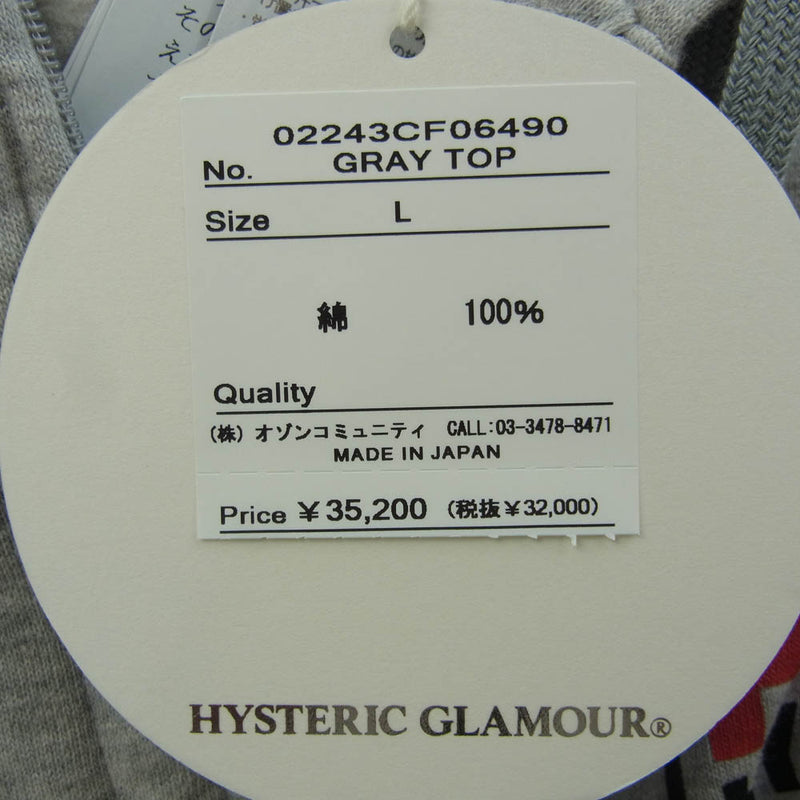 02243CF06490
No. GRAY TOP
Size L
綿 100%
Quality
(株) オゾンコミュニティ CALL:03-3478-8471
MADE IN JAPAN
Price ¥35,200 (税抜¥32,000)
HYSTERIC GLAMOUR®